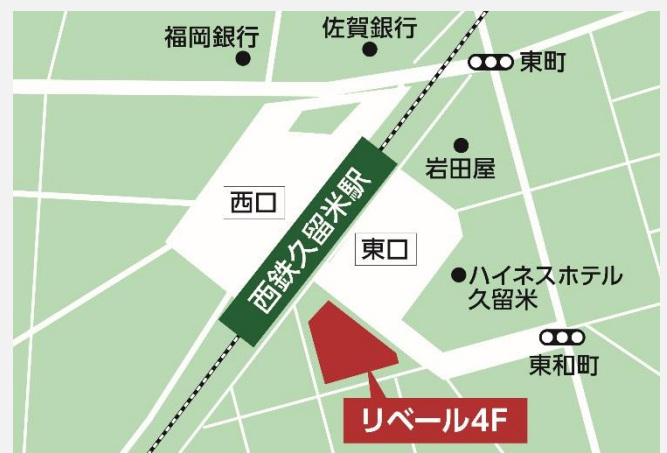 福岡銀行
佐賀銀行
東町
岩田屋
西口
西鉄久留米駅
東口
ハイネスホテル
久留米
東和町
リベール4F